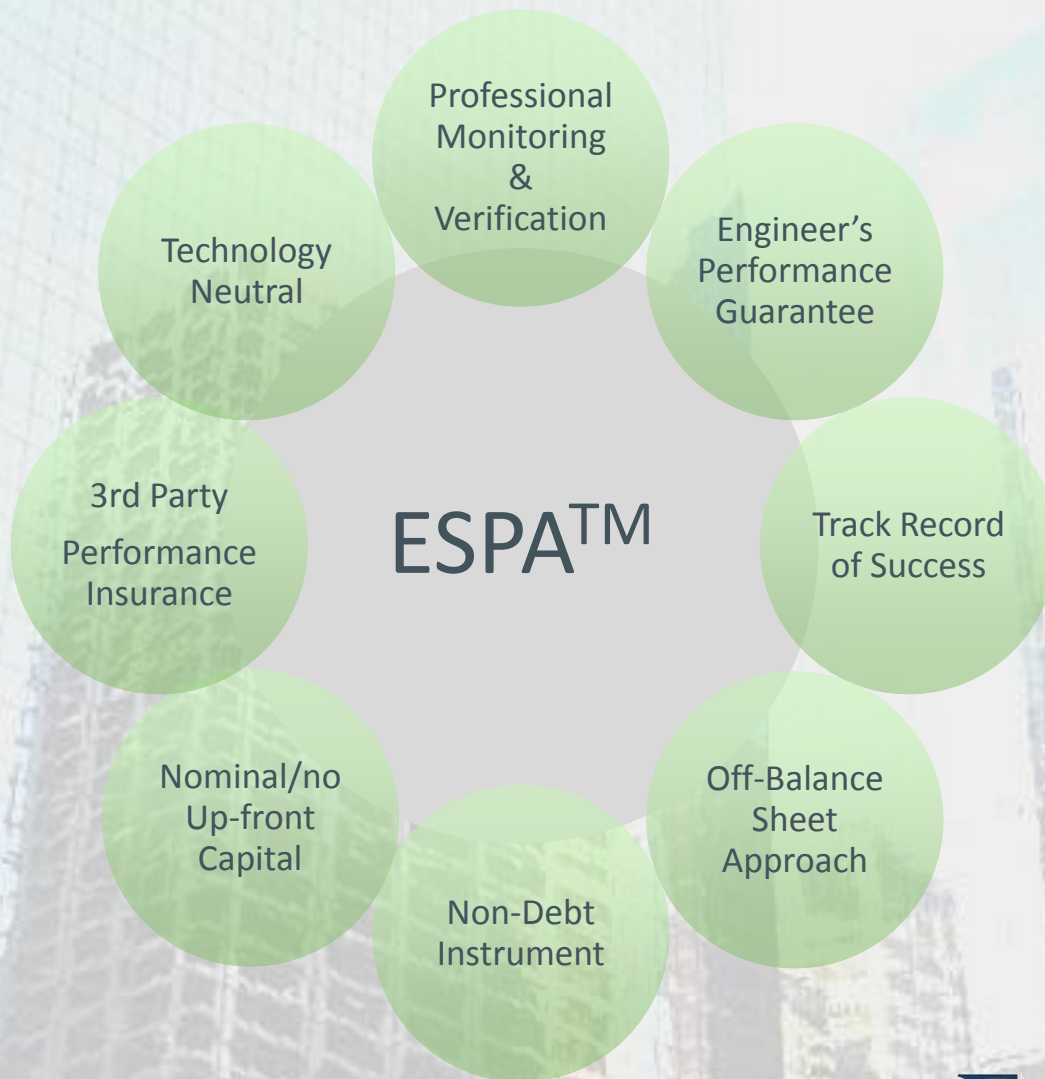 Professional
Monitoring
&
Verification
Engineer’s
Performance
Guarantee
Track Record
of Success
Off-Balance
Sheet
Approach
Non-Debt
Instrument
Nominal/no
Up-front
Capital
3rd Party
Performance
Insurance
Technology
Neutral
ESPA™